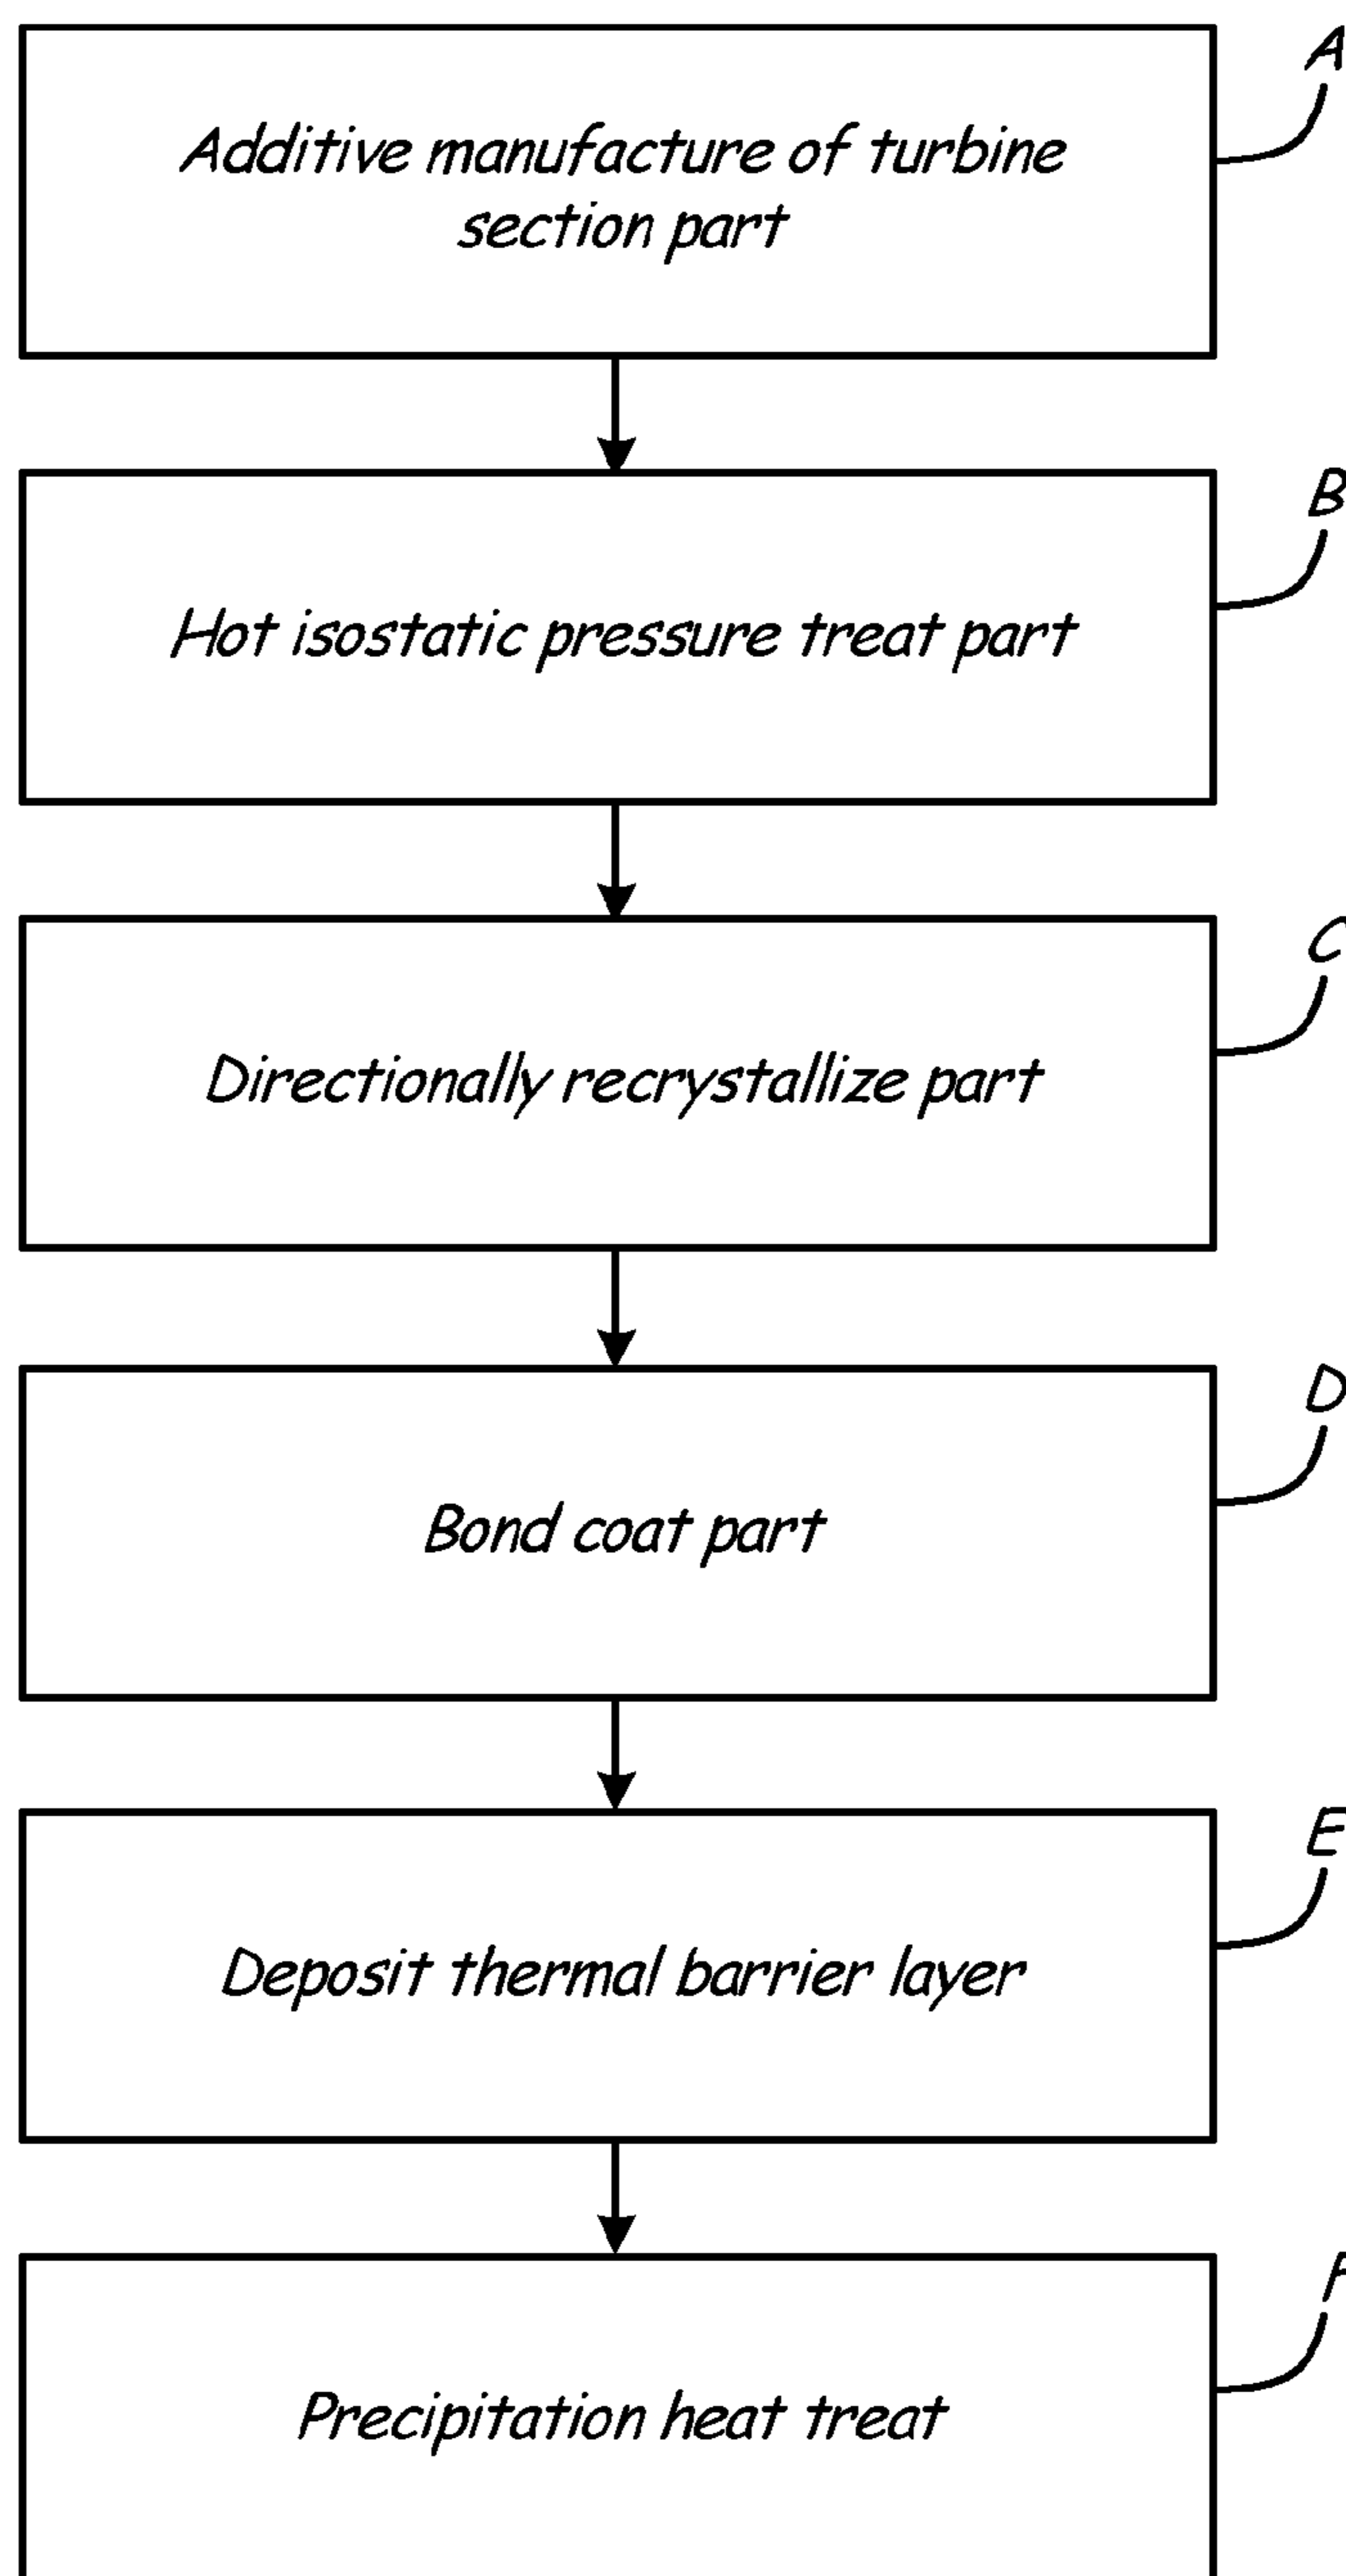 A
Additive manufacture of turbine
section part
B
Hot isostatic pressure treat part
C
Directionally recrystallize part
D
Bond coat part
E
Deposit thermal barrier layer
F
Precipitation heat treat